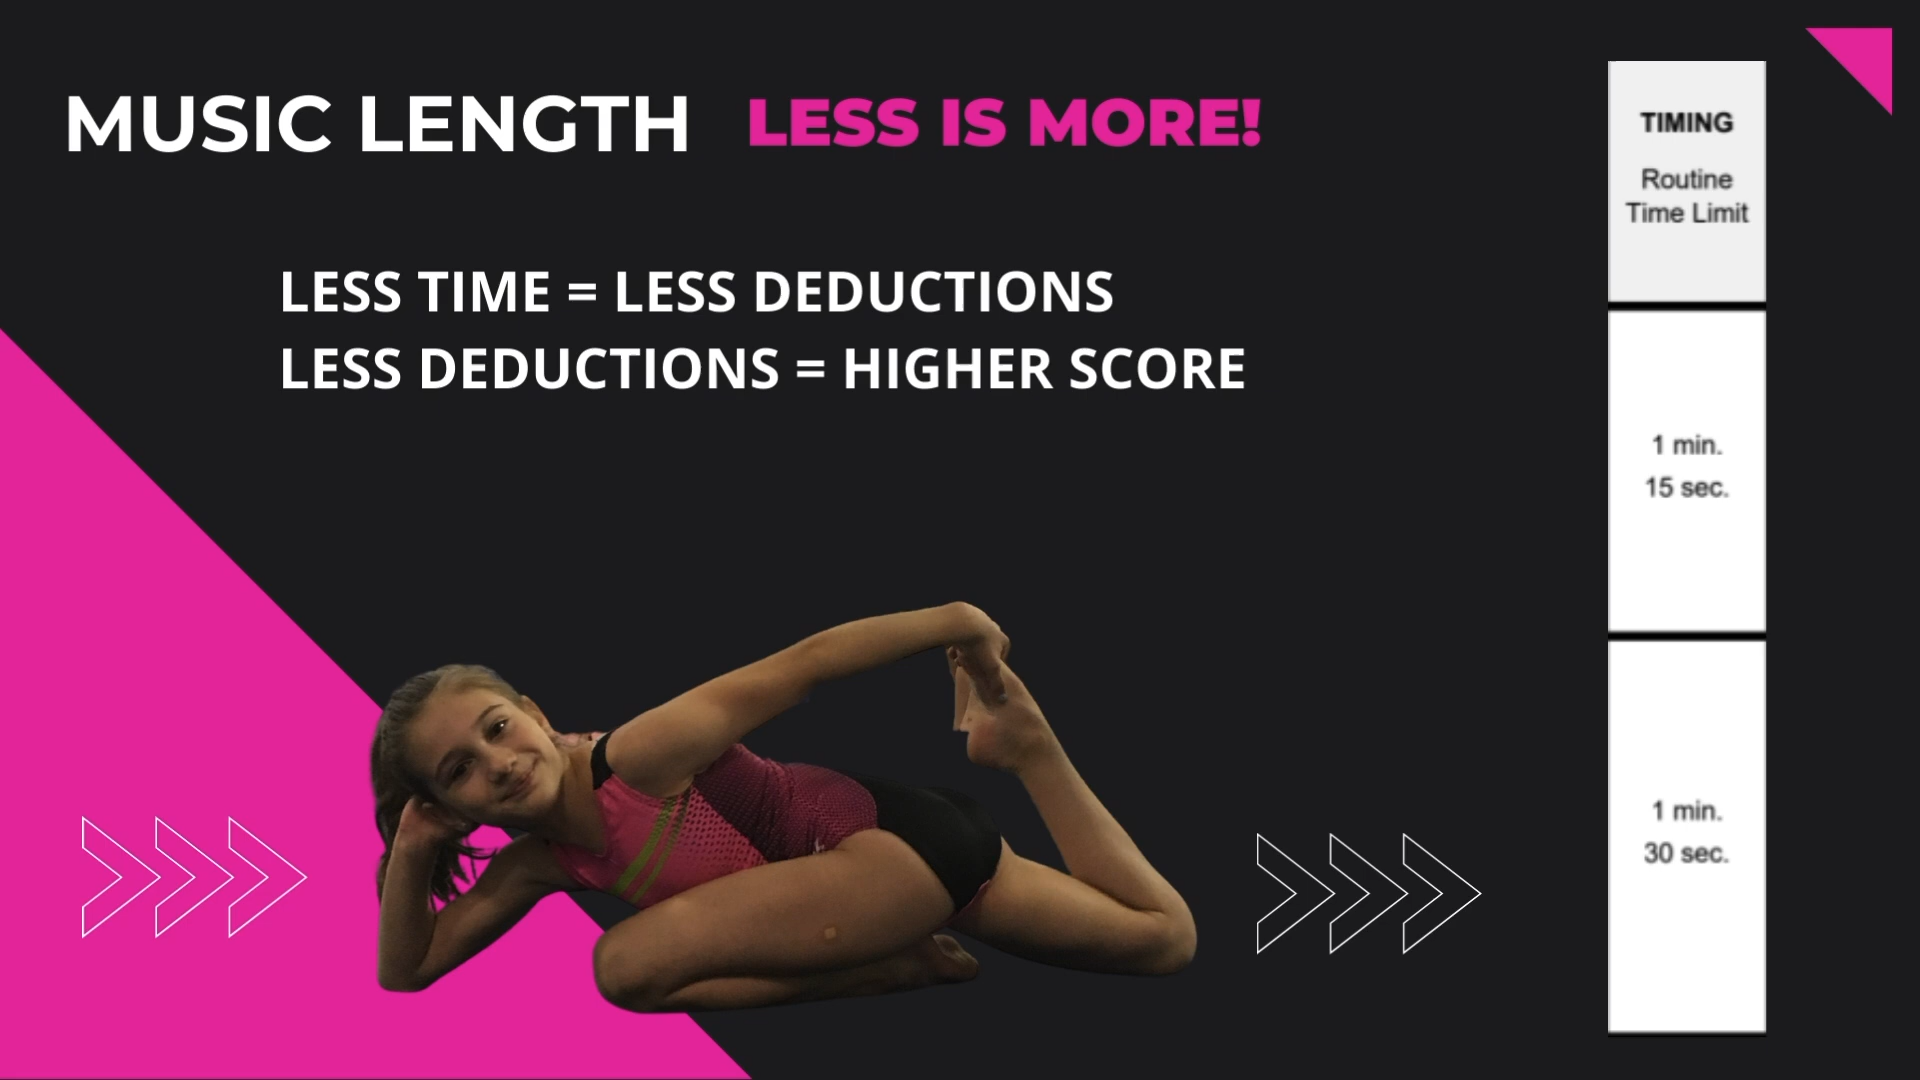 MUSIC LENGTH LESS IS MORE!
LESS TIME = LESS DEDUCTIONS
LESS DEDUCTIONS = HIGHER SCORE
TIMING
Routine
Time Limit
1 min.
15 sec.
1 min.
30 sec.